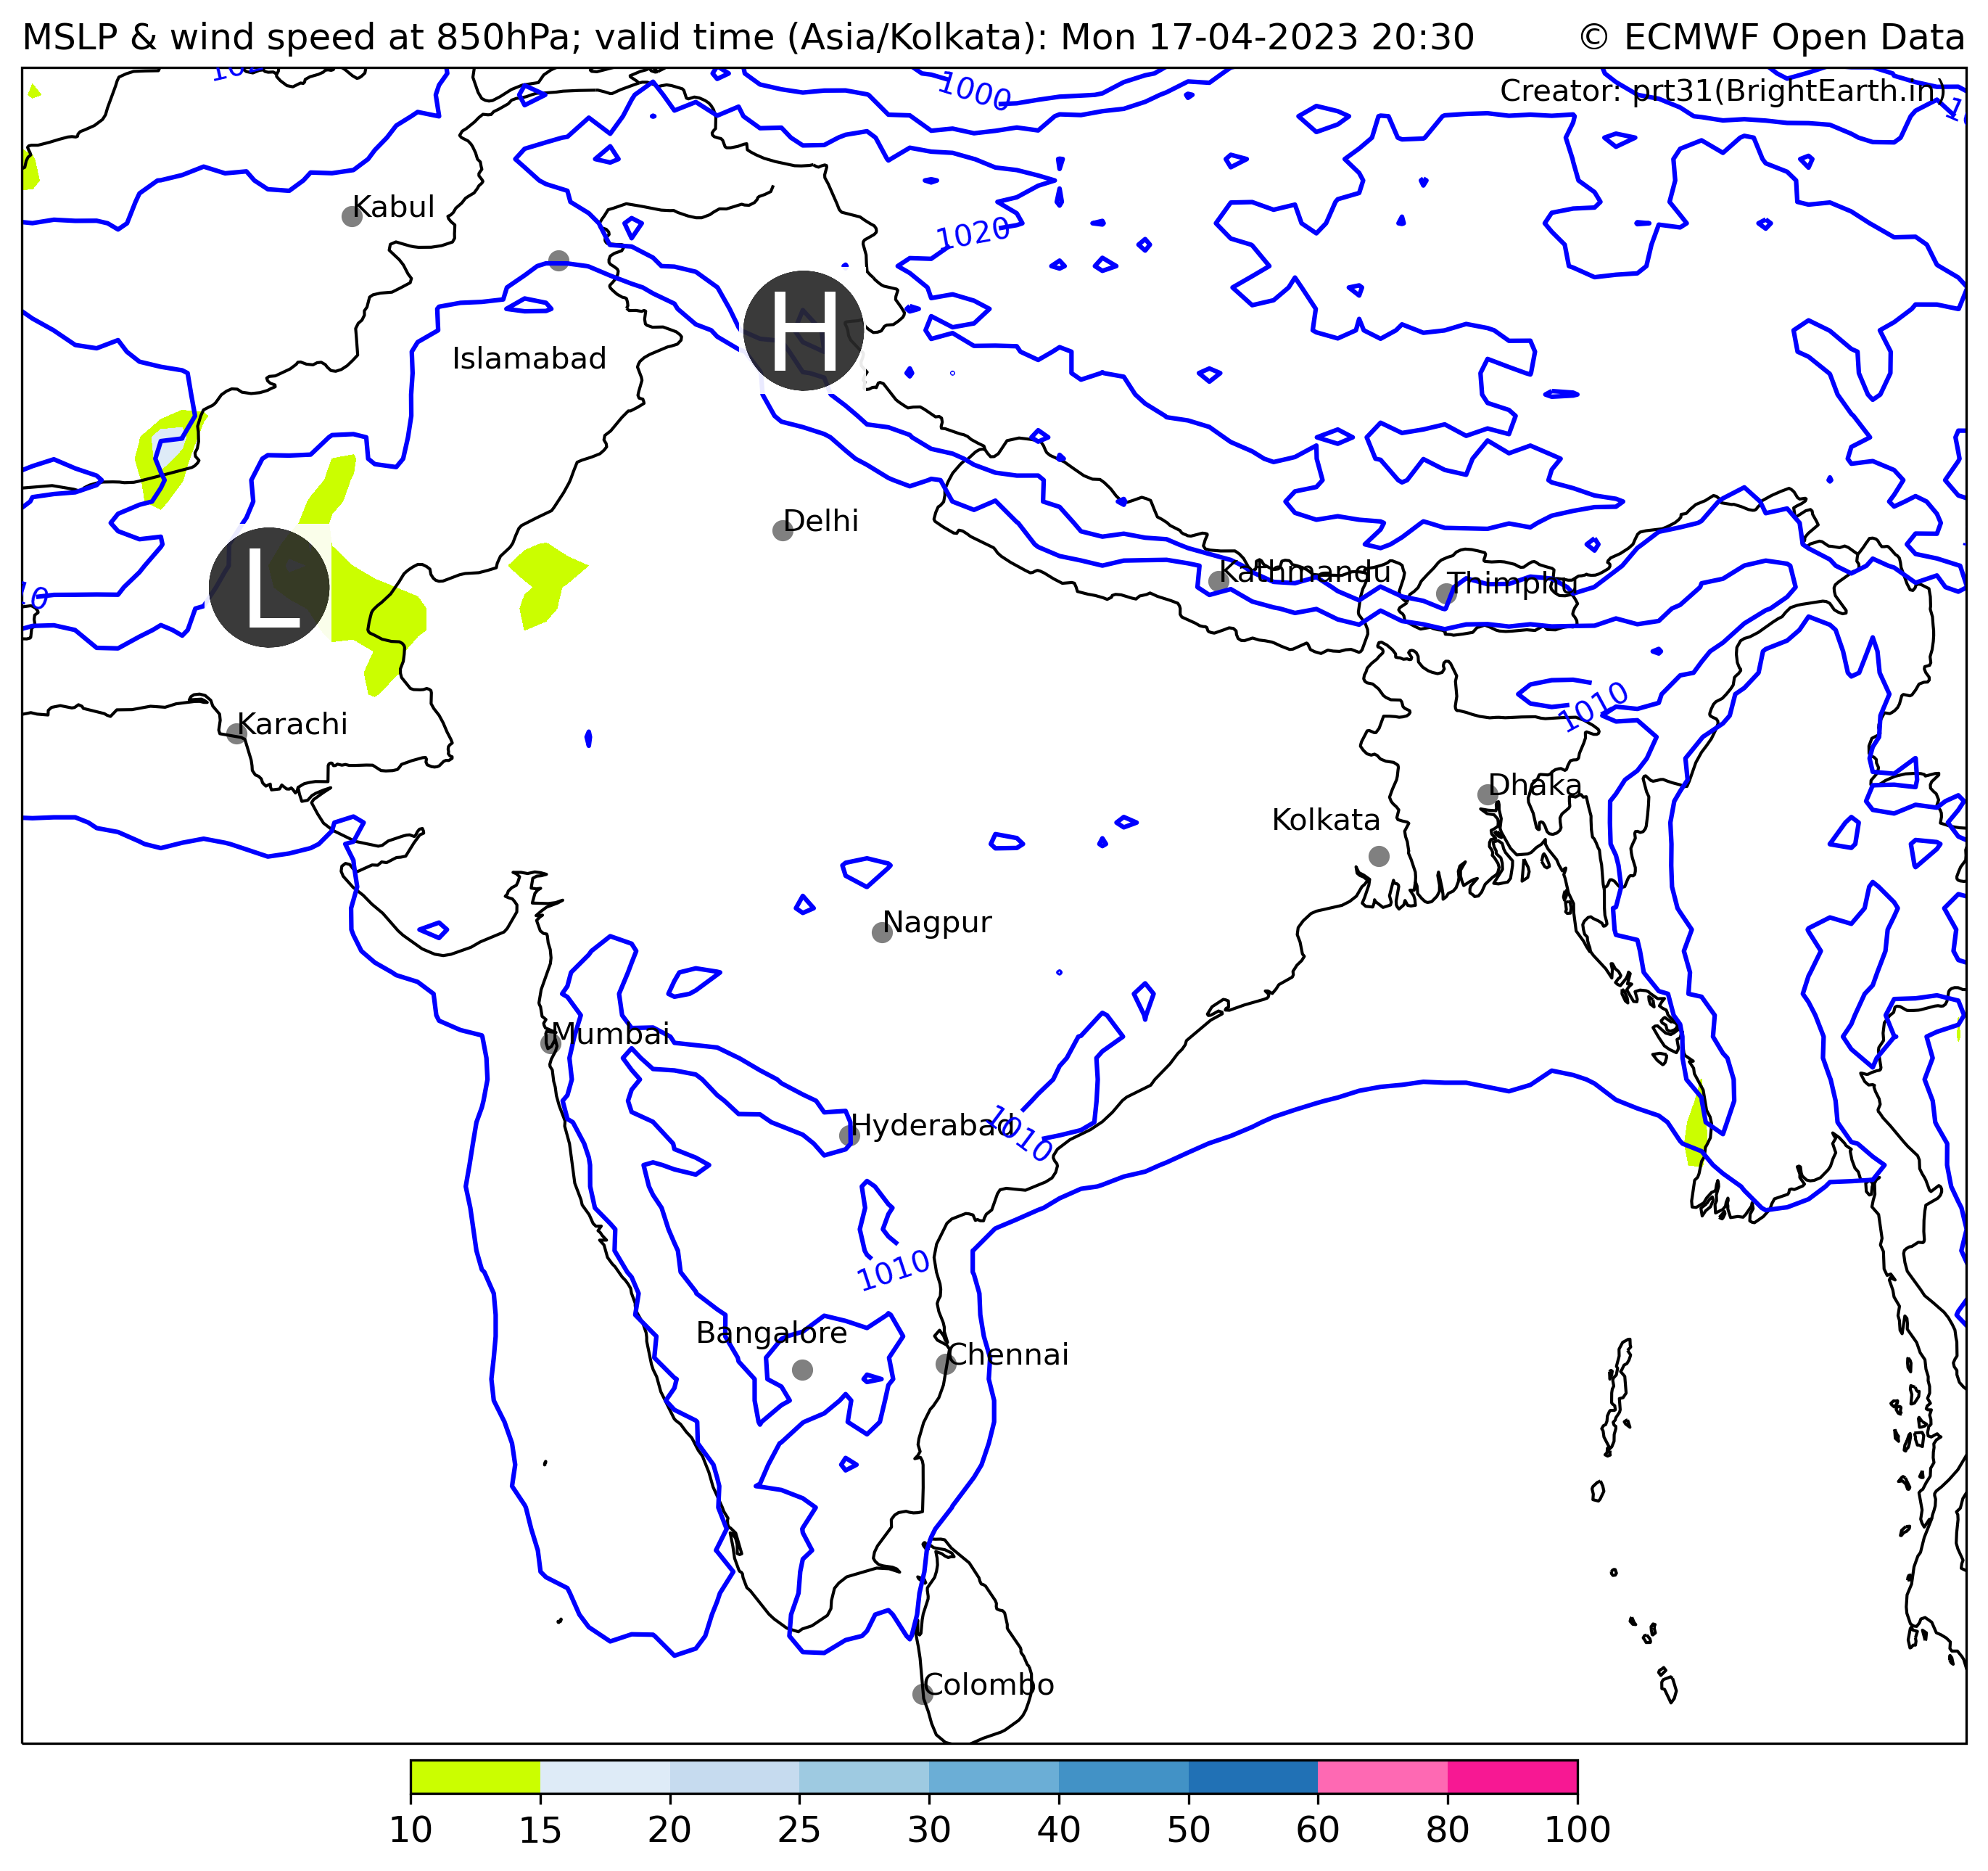 MSLP & wind speed at 850hPa; valid time (Asia/Kolkata): Mon 17-04-2023 20:30 © ECMWF Open Data
Creator: prt31(BrightEarth.in)
1000
Kabul
1020
H
Islamabad
Delhi
Kathmandu
Thimphu
L
1010
Karachi
Dhaka
Kolkata
Nagpur
Mumbai
Hyderabad
1010
1010
Bangalore
Chennai
Colombo
10 15 20 25 30 40 50 60 80 100